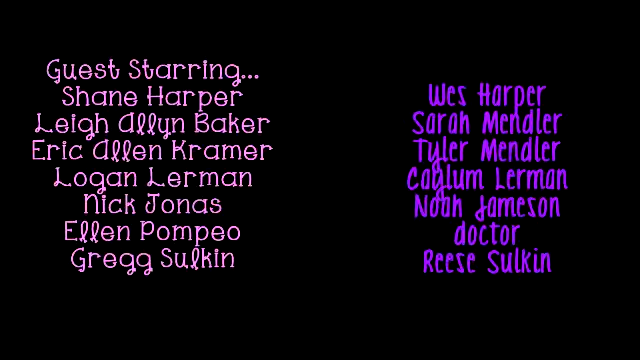 Guest Starring...
Shane Harper
Leigh Allyn Baker
Eric Allen Kramer
Logan Lerman
Nick Jonas
Ellen Pompeo
Gregg Sulkin
Wes Harper
Sarah Mendler
Tyler Mendler
Caylum Lerman
Noah Jameson
doctor
Reese Sulkin